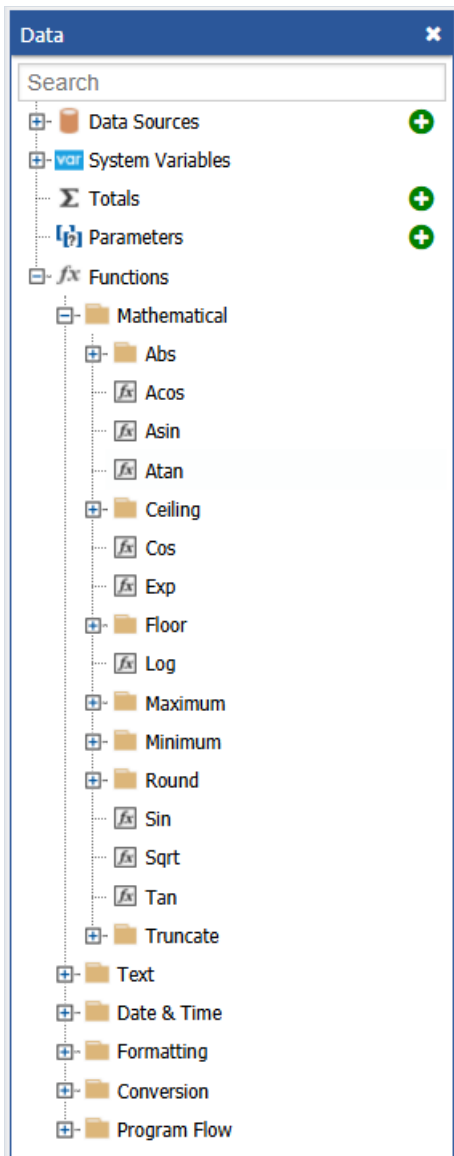 Data
Search
Data Sources
var System Variables
Σ Totals
[?] Parameters
fx Functions
Mathematical
Abs
fx Acos
fx Asin
fx Atan
Ceiling
fx Cos
fx Exp
Floor
fx Log
Maximum
Minimum
Round
fx Sin
fx Sqrt
fx Tan
Truncate
Text
Date & Time
Formatting
Conversion
Program Flow